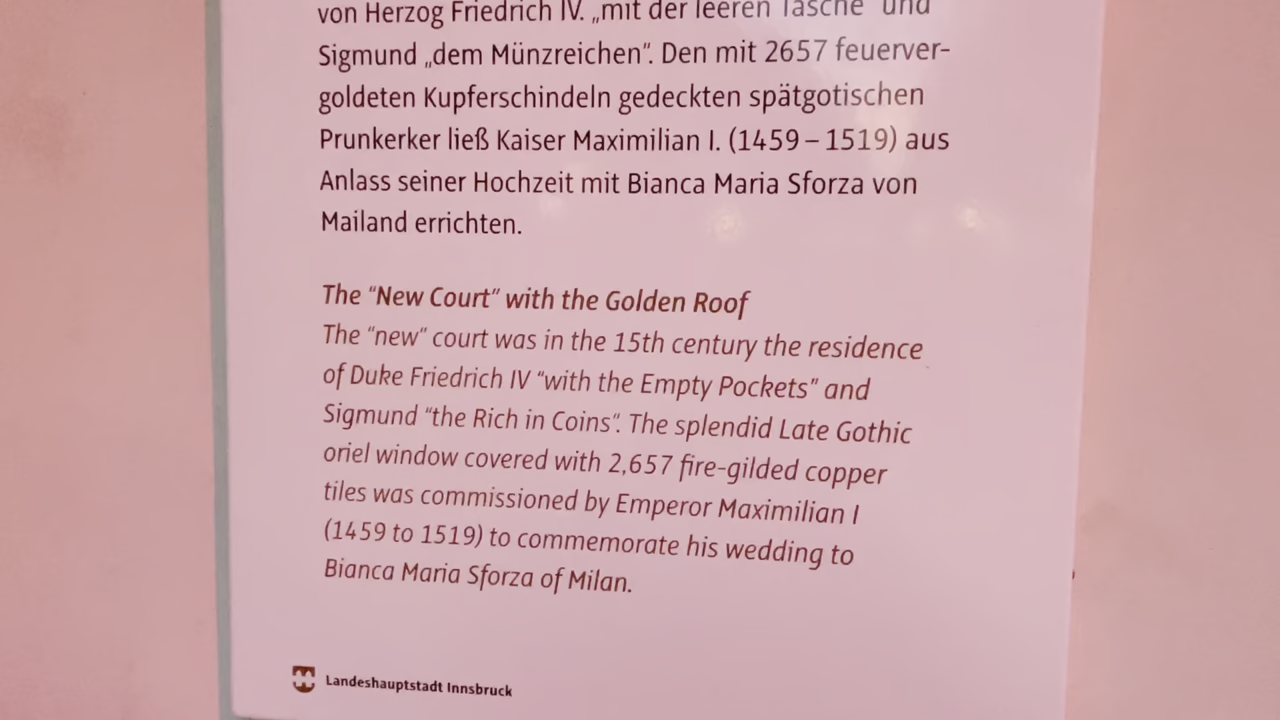 von Herzog Friedrich IV. „mit der leeren Tasche“ und
Sigmund „dem Münzreichen“. Den mit 2657 feuerver-
goldeten Kupferschindeln gedeckten spätgotischen
Prunkerker ließ Kaiser Maximilian I. (1459 – 1519) aus
Anlass seiner Hochzeit mit Bianca Maria Sforza von
Mailand errichten.
The “New Court” with the Golden Roof
The “new” court was in the 15th century the residence
of Duke Friedrich IV “with the Empty Pockets” and
Sigmund “the Rich in Coins”. The splendid Late Gothic
oriel window covered with 2,657 fire-gilded copper
tiles was commissioned by Emperor Maximilian I
(1459 to 1519) to commemorate his wedding to
Bianca Maria Sforza of Milan.
Landeshauptstadt Innsbruck